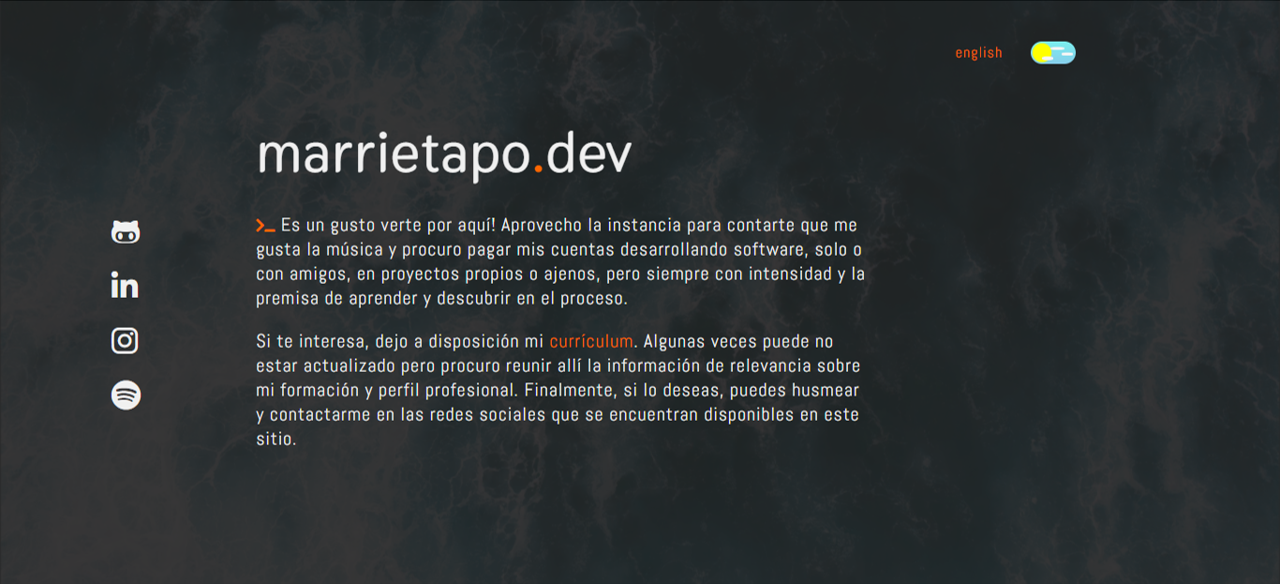 english
marrietapo.dev
>_ Es un gusto verte por aquí! Aprovecho la instancia para contarte que me
gusta la música y procuro pagar mis cuentas desarrollando software, solo o
con amigos, en proyectos propios o ajenos, pero siempre con intensidad y la
premisa de aprender y descubrir en el proceso.
Si te interesa, dejo a disposición mi currículum. Algunas veces puede no
estar actualizado pero procuro reunir allí la información de relevancia sobre
mi formación y perfil profesional. Finalmente, si lo deseas, puedes husmear
y contactarme en las redes sociales que se encuentran disponibles en este
sitio.
in